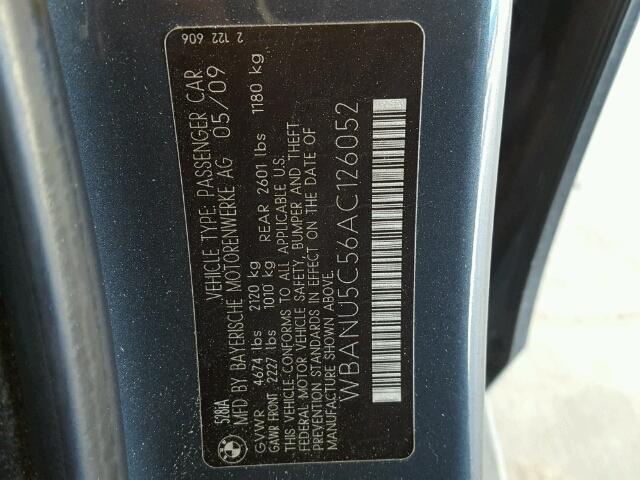 2 122 606
528iA VEHICLE TYPE: PASSENGER CAR
MFD BY BAYERISCHE MOTORENWERKE AG 05/09
GVWR 4674 lbs 2120 kg
GAWR FRONT 2227 lbs 1010 kg REAR 2601 lbs 1180 kg
THIS VEHICLE CONFORMS TO ALL APPLICABLE U.S.
FEDERAL MOTOR VEHICLE SAFETY, BUMPER AND THEFT
PREVENTION STANDARDS IN EFFECT ON THE DATE OF
MANUFACTURE SHOWN ABOVE.
WBANU5C56AC126052